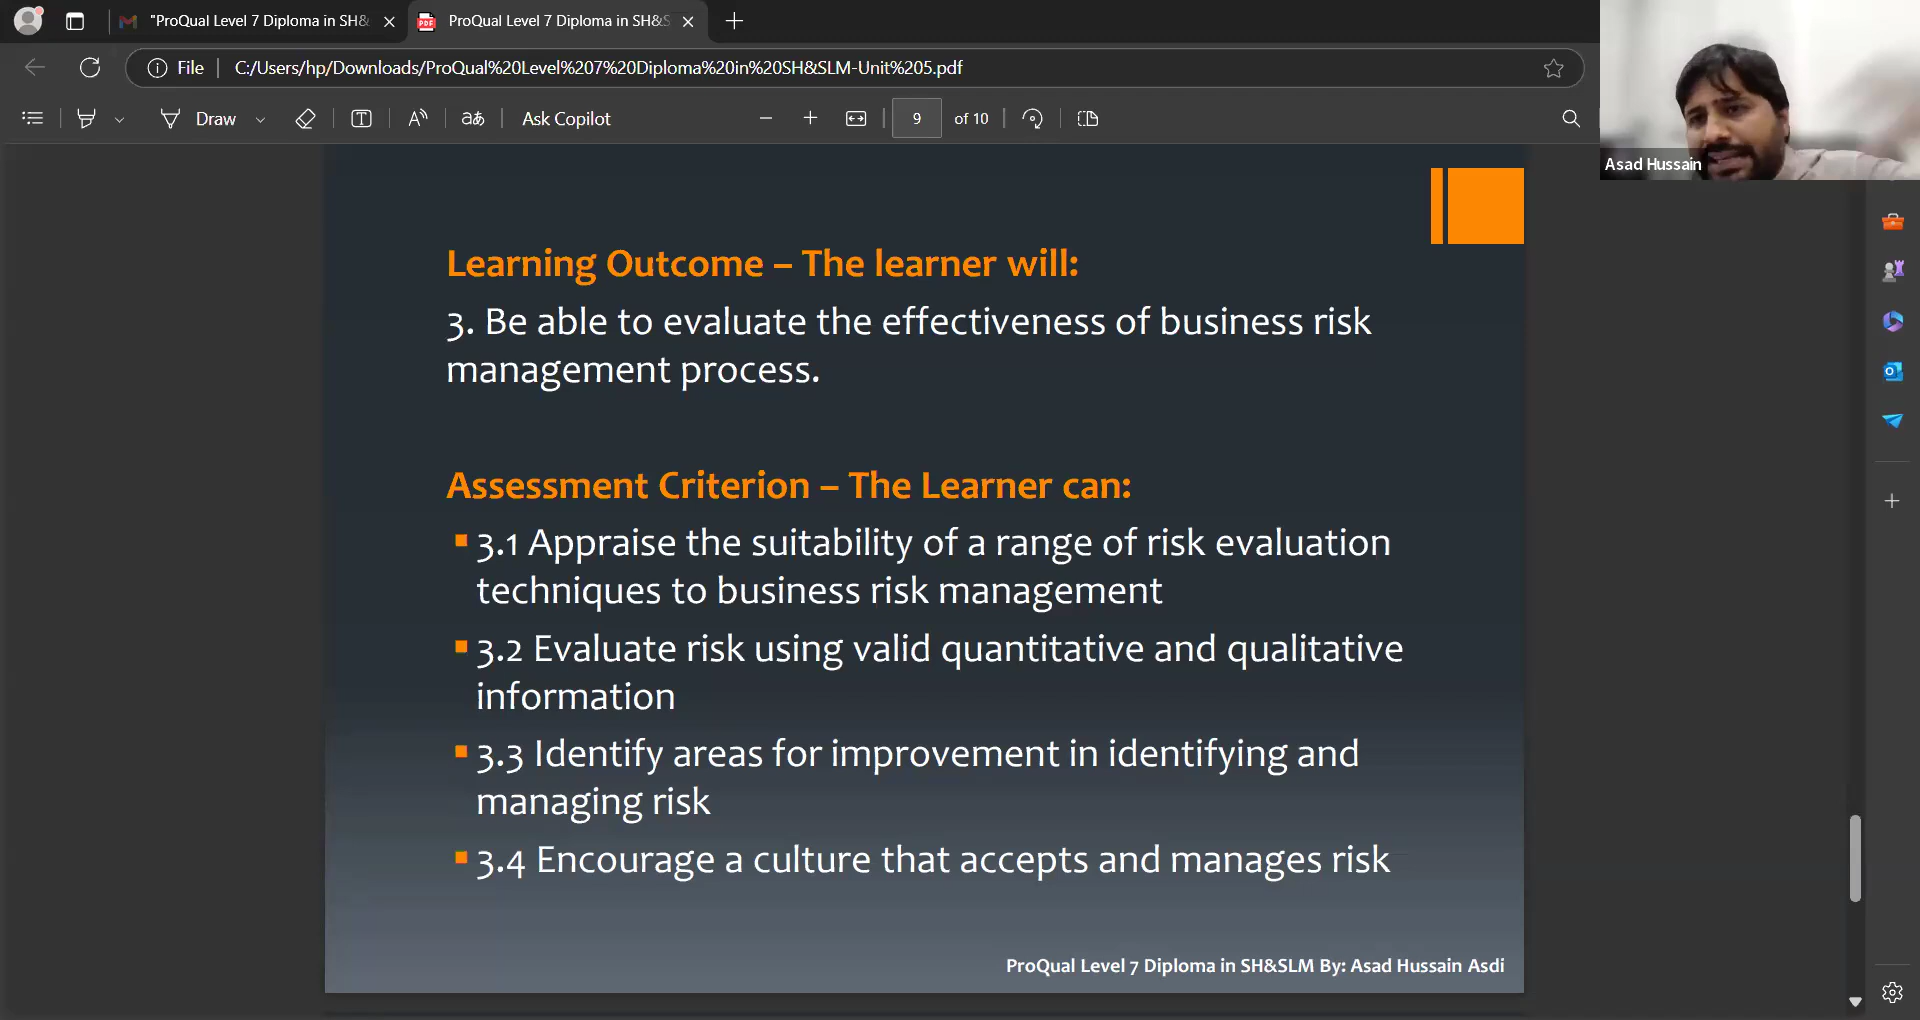 "ProQual Level 7 Diploma in SH&
ProQual Level 7 Diploma in SH&S
File
C:/Users/hp/Downloads/ProQual%20Level%207%20Diploma%20in%20SH&SLM-Unit%205.pdf
Draw
aあ
Ask Copilot
9
of 10
Asad Hussain
Learning Outcome – The learner will:
3. Be able to evaluate the effectiveness of business risk
management process.
Assessment Criterion – The Learner can:
3.1 Appraise the suitability of a range of risk evaluation
techniques to business risk management
3.2 Evaluate risk using valid quantitative and qualitative
information
3.3 Identify areas for improvement in identifying and
managing risk
3.4 Encourage a culture that accepts and manages risk
ProQual Level 7 Diploma in SH&SLM By: Asad Hussain Asdi